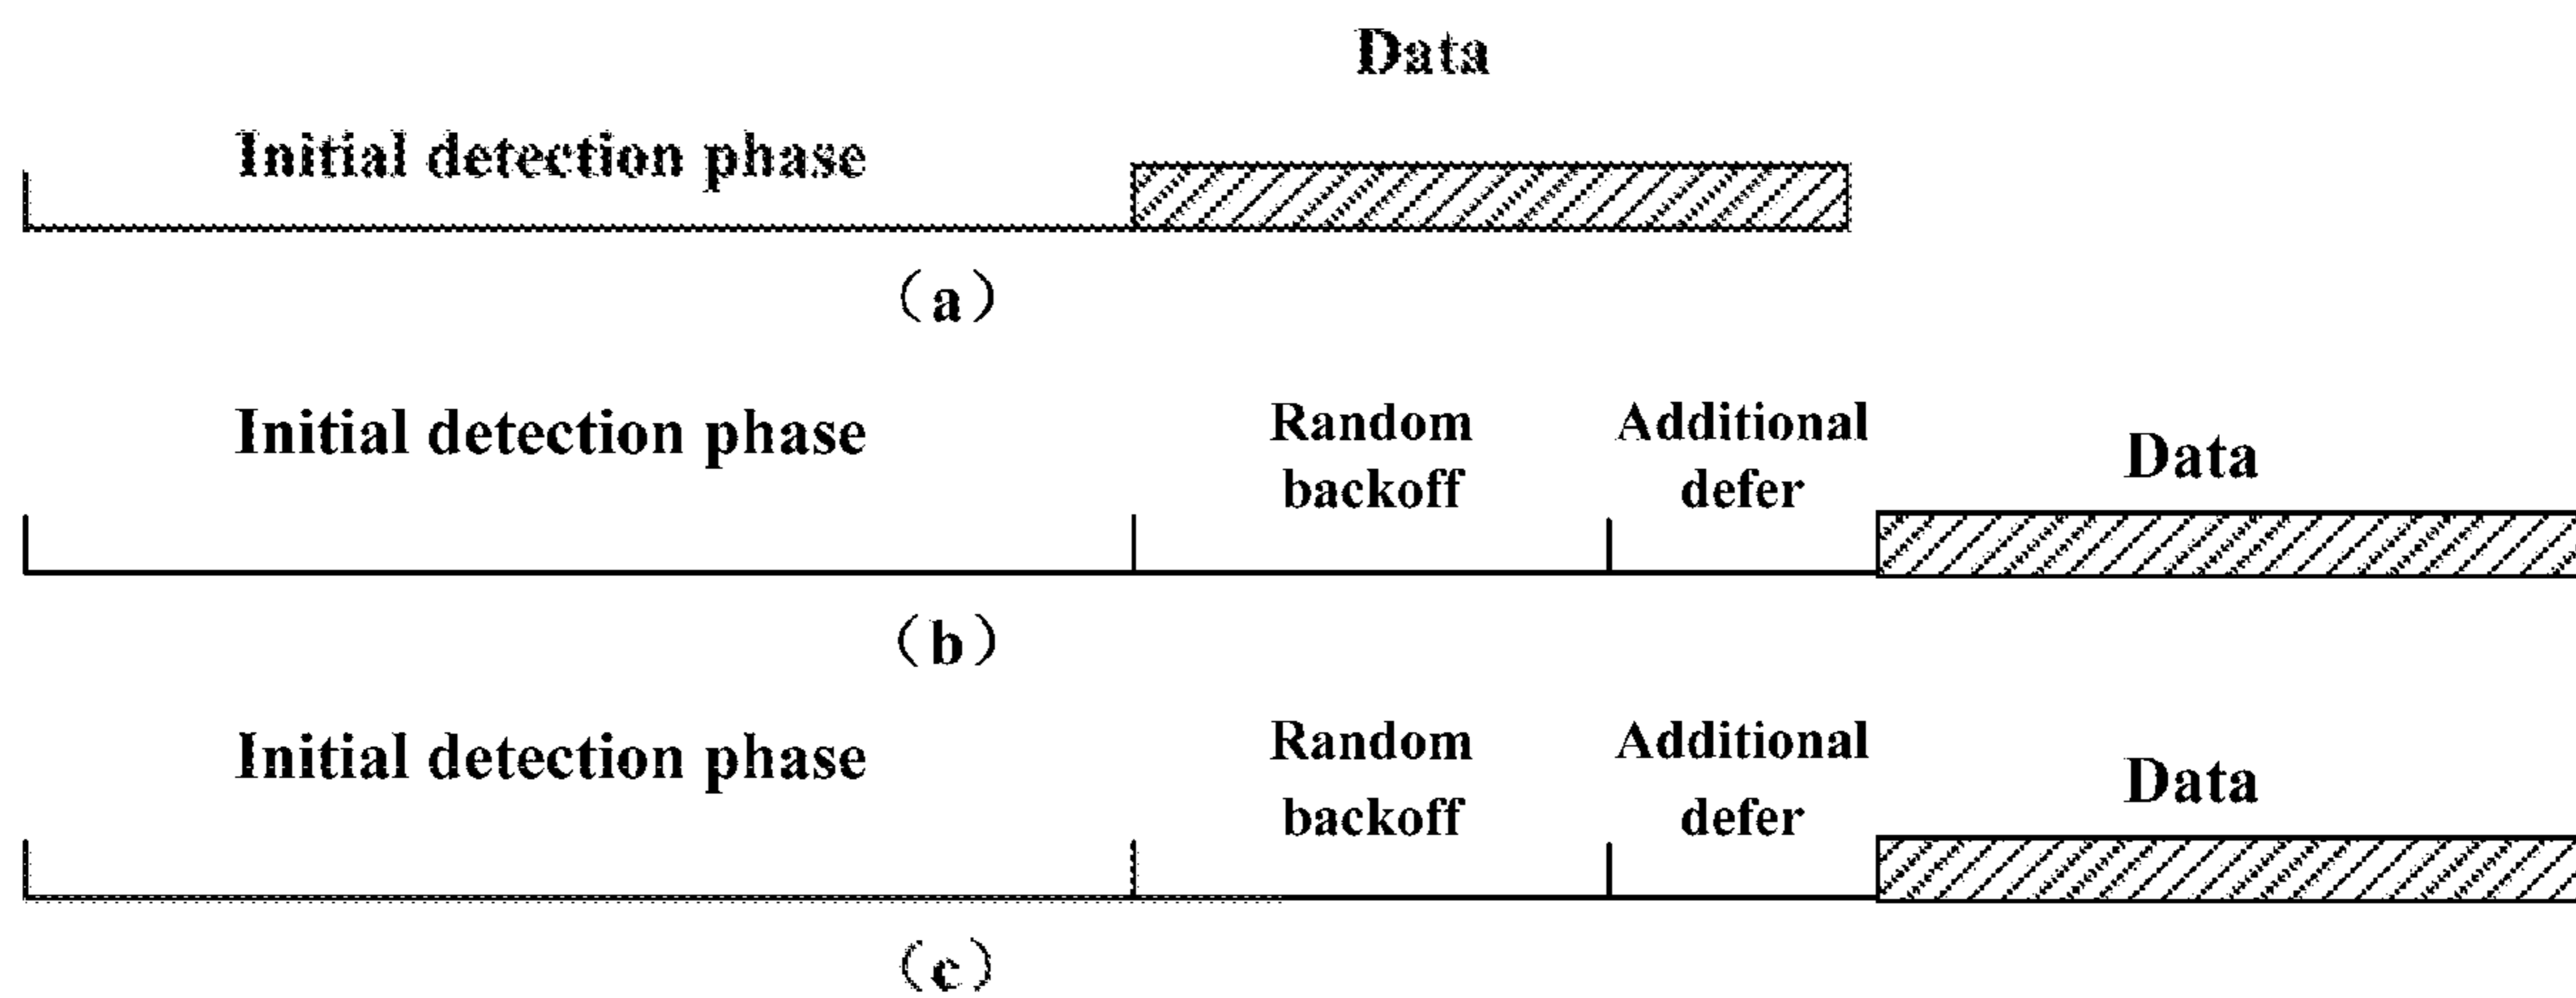 Data
Initial detection phase
（a）
Initial detection phase
Random backoff
Additional defer
Data
（b）
Initial detection phase
Random backoff
Additional defer
Data
（c）